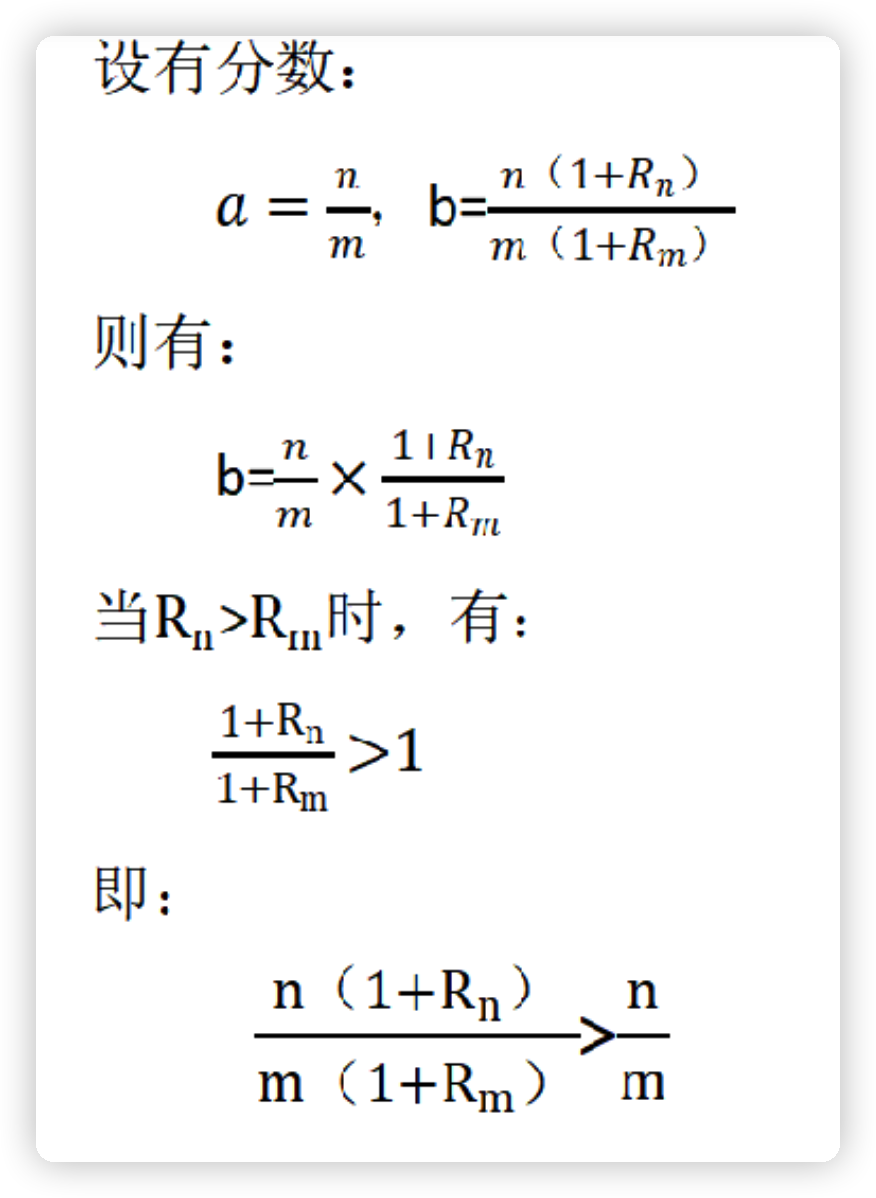 设有分数：
a = n/m, b=n（1+Rₙ）/m（1+Rₘ）
则有：
b=n/m × 1+Rₙ/1+Rₘ
当Rₙ>Rₘ时，有：
1+Rₙ/1+Rₘ >1
即：
n（1+Rₙ）/m（1+Rₘ）>n/m